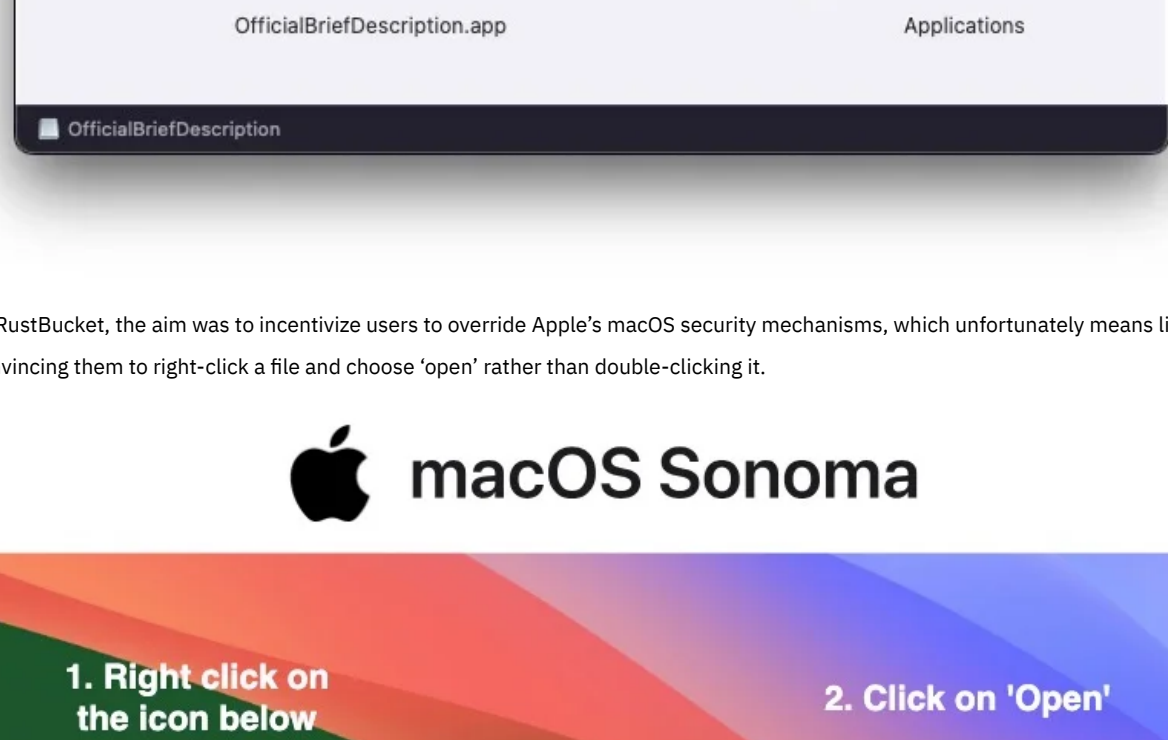 OfficialBriefDescription.app
Applications
OfficialBriefDescription
RustBucket, the aim was to incentivize users to override Apple’s macOS security mechanisms, which unfortunately means li
vincing them to right-click a file and choose ‘open’ rather than double-clicking it.
macOS Sonoma
1. Right click on
the icon below
2. Click on 'Open'